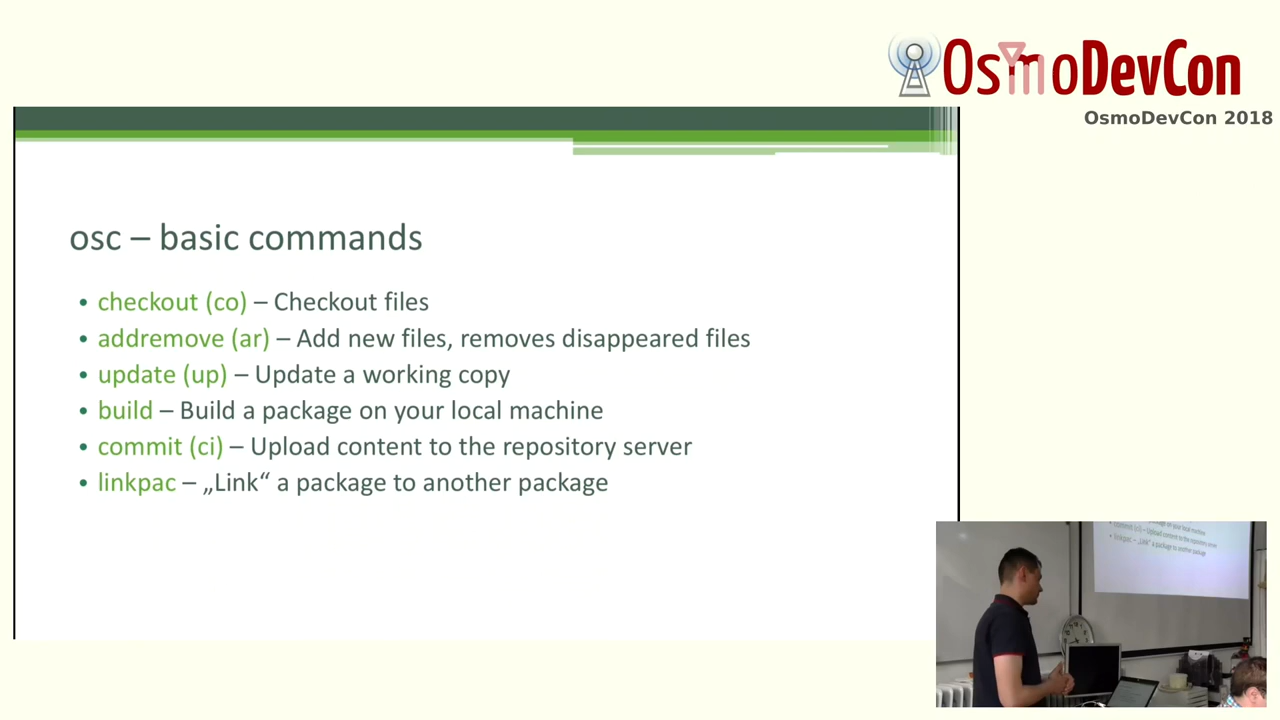 OsmoDevCon
OsmoDevCon 2018
osc – basic commands
• checkout (co) – Checkout files
• addremove (ar) – Add new files, removes disappeared files
• update (up) – Update a working copy
• build – Build a package on your local machine
• commit (ci) – Upload content to the repository server
• linkpac – „Link“ a package to another package